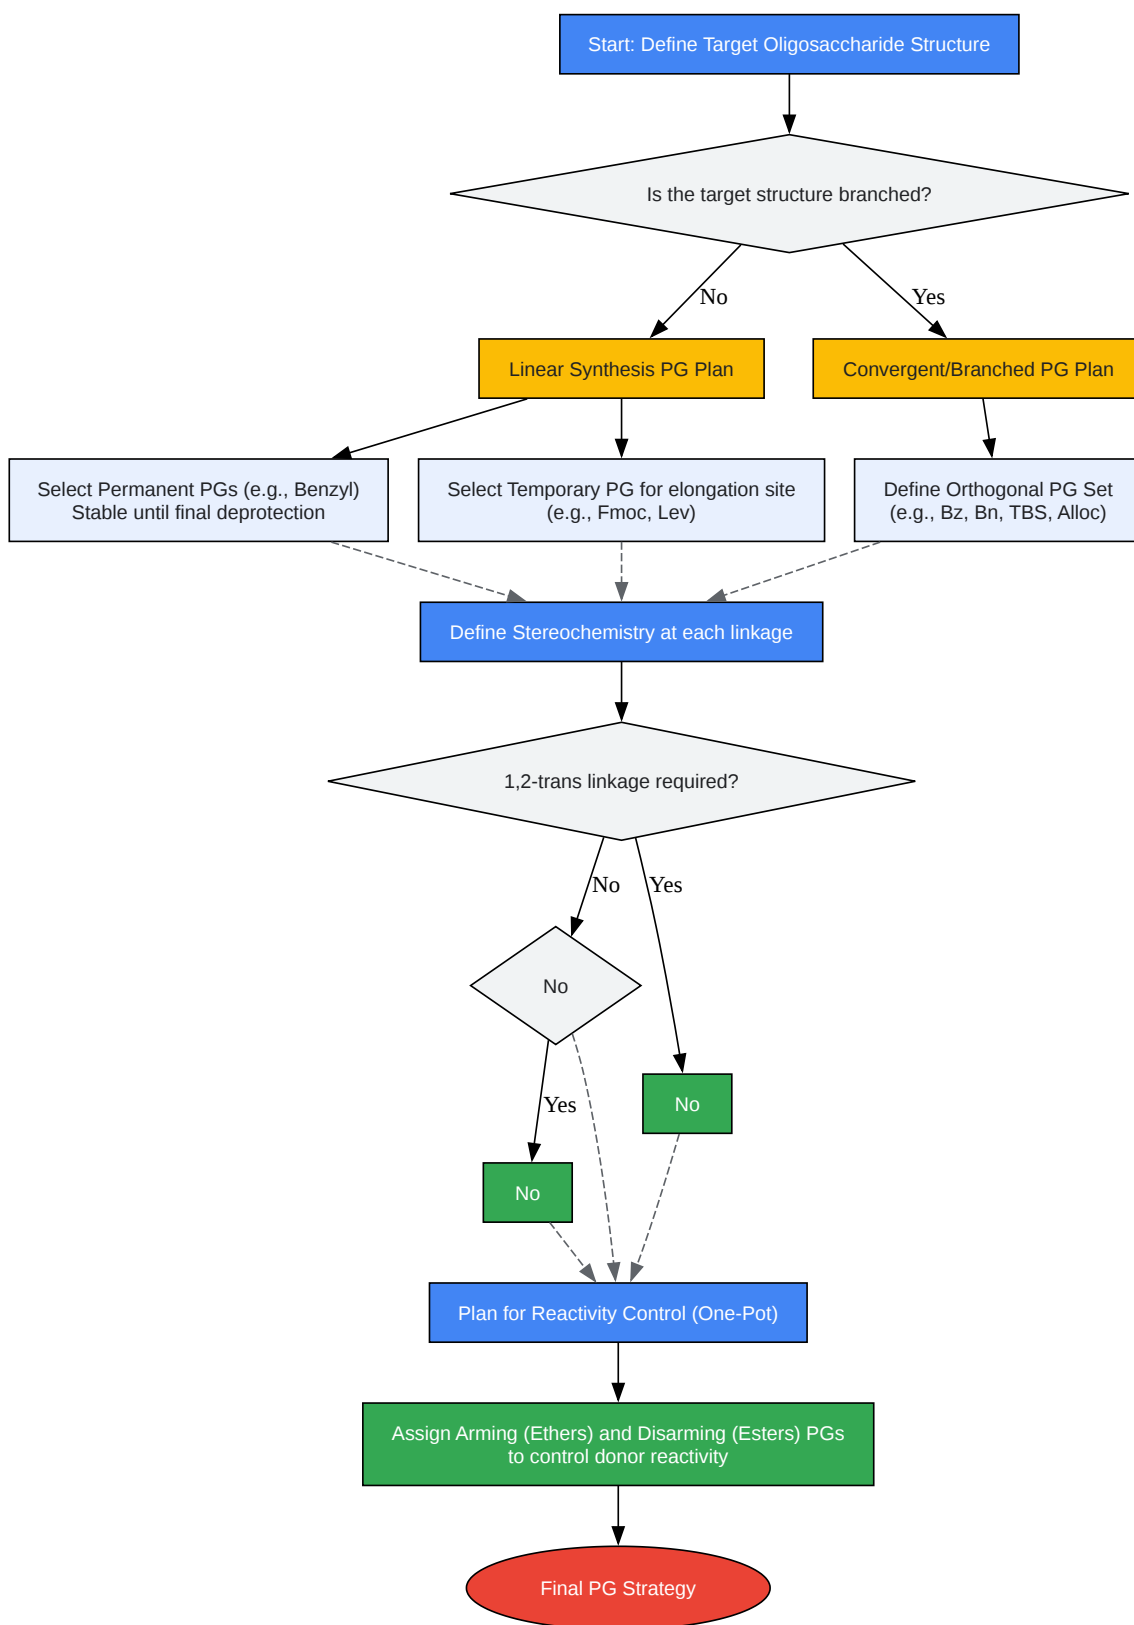 Start: Define Target Oligosaccharide Structure
Is the target structure branched?
No
Yes
Linear Synthesis PG Plan
Convergent/Branched PG Plan
Select Permanent PGs (e.g., Benzyl)
Stable until final deprotection
Select Temporary PG for elongation site
(e.g., Fmoc, Lev)
Define Orthogonal PG Set
(e.g., Bz, Bn, TBS, Alloc)
Define Stereochemistry at each linkage
1,2-trans linkage required?
No
Yes
No
Yes
No
No
Plan for Reactivity Control (One-Pot)
Assign Arming (Ethers) and Disarming (Esters) PGs
to control donor reactivity
Final PG Strategy